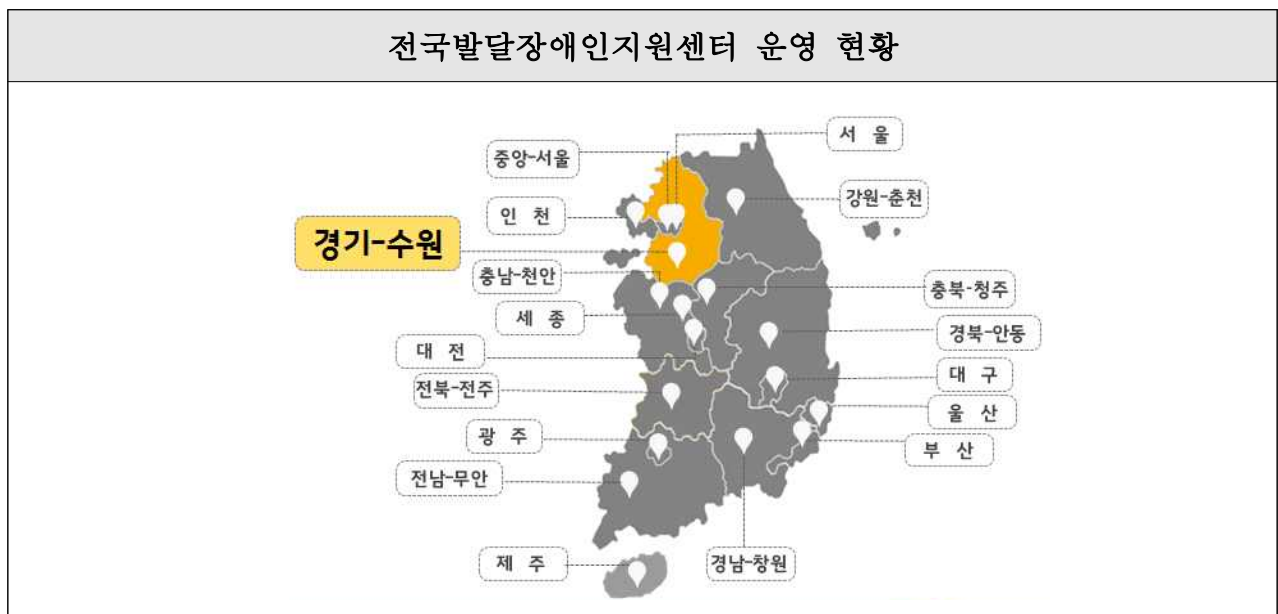 전국발달장애인지원센터 운영 현황
서 울
중앙-서울
강원-춘천
인 천
경기-수원
충남-천안
충북-청주
세 종
경북-안동
대 전
대 구
전북-전주
울 산
광 주
부 산
전남-무안
제 주
경남-창원